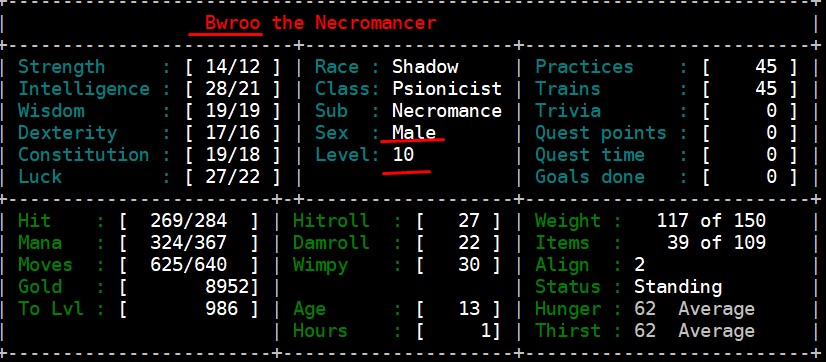 Bwroo the Necromancer
Strength : [ 14/12 ] Race : Shadow Practices : [ 45 ]
Intelligence : [ 28/21 ] Class: Psionicist Trains : [ 45 ]
Wisdom : [ 19/19 ] Sub : Necromance Trivia : [ 0 ]
Dexterity : [ 17/16 ] Sex : Male Quest points : [ 0 ]
Constitution : [ 19/18 ] Level: 10 Quest time : [ 0 ]
Luck : [ 27/22 ] Goals done : [ 0 ]
Hit : [ 269/284 ] Hitroll : [ 27 ] Weight : 117 of 150
Mana : [ 324/367 ] Damroll : [ 22 ] Items : 39 of 109
Moves : [ 625/640 ] Wimpy : [ 30 ] Align : 2
Gold : [ 8952] Status : Standing
To Lvl : [ 986 ] Age : [ 13 ] Hunger : 62 Average
Hours : [ 1] Thirst : 62 Average